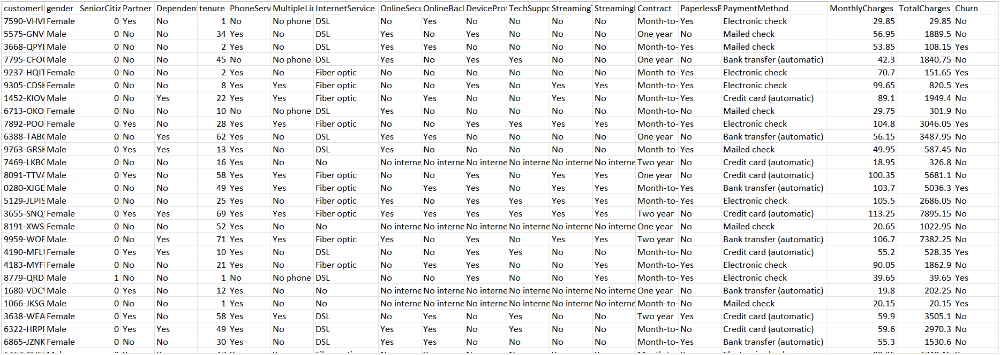 customerI gender SeniorCitiz Partner Dependent tenure PhoneServ MultipleLin InternetService OnlineSecu OnlineBac DeviceProt TechSuppo StreamingT StreamingI Contract PaperlessE PaymentMethod MonthlyCharges TotalCharges Churn
7590-VHVI Female 0 Yes No 1 No No phone DSL No Yes No No No No Month-to- Yes Electronic check 29.85 29.85 No
5575-GNV Male 0 No No 34 Yes No DSL Yes No Yes No No No One year No Mailed check 56.95 1889.5 No
3668-QPYE Male 0 No No 2 Yes No DSL Yes Yes No No No No Month-to- Yes Mailed check 53.85 108.15 Yes
7795-CFO Male 0 No No 45 No No phone DSL Yes No Yes Yes No No One year No Bank transfer (automatic) 42.3 1840.75 No
9237-HQIT Female 0 No No 2 Yes No Fiber optic No No No No No No Month-to- Yes Electronic check 70.7 151.65 Yes
9305-CDSK Female 0 No No 8 Yes Yes Fiber optic No No Yes No Yes Yes Month-to- Yes Electronic check 99.65 820.5 Yes
1452-KIOV Male 0 No Yes 22 Yes Yes Fiber optic No Yes No No Yes No Month-to- Yes Credit card (automatic) 89.1 1949.4 No
6713-OKO Female 0 No No 10 No No phone DSL Yes No No No No No Month-to- No Mailed check 29.75 301.9 No
7892-POO Female 0 Yes No 28 Yes Yes Fiber optic No No Yes Yes Yes Yes Month-to- Yes Electronic check 104.8 3046.05 Yes
6388-TAB Male 0 No Yes 62 Yes No DSL Yes Yes No No No No One year No Bank transfer (automatic) 56.15 3487.95 No
9763-GRSK Male 0 Yes Yes 13 Yes No DSL Yes No No No No No Month-to- Yes Mailed check 49.95 587.45 No
7469-LKBC Male 0 No No 16 Yes No No No interne No interne No interne No interne No interne No interne Two year No Credit card (automatic) 18.95 326.8 No
8091-TTVA Male 0 Yes No 58 Yes Yes Fiber optic No No Yes No Yes Yes One year No Credit card (automatic) 100.35 5681.1 No
0280-XJGE Male 0 No No 49 Yes Yes Fiber optic No Yes Yes No Yes Yes Month-to- Yes Bank transfer (automatic) 103.7 5036.3 Yes
5129-JLPIS Male 0 No No 25 Yes No Fiber optic Yes No Yes Yes Yes Yes Month-to- Yes Electronic check 105.5 2686.05 No
3655-SNQ Female 0 Yes Yes 69 Yes Yes Fiber optic Yes Yes Yes Yes Yes Yes Two year No Credit card (automatic) 113.25 7895.15 No
8191-XWS Female 0 No No 52 Yes No No No interne No interne No interne No interne No interne No interne One year No Mailed check 20.65 1022.95 No
9959-WOF Male 0 No Yes 71 Yes Yes Fiber optic Yes No Yes No Yes Yes Two year No Bank transfer (automatic) 106.7 7382.25 No
4190-MFL Female 0 Yes Yes 10 Yes No DSL No No Yes Yes No No Month-to- No Credit card (automatic) 55.2 528.35 Yes
4183-MYF Female 0 No No 21 Yes No Fiber optic No Yes Yes No No Yes Month-to- Yes Electronic check 90.05 1862.9 No
8779-QRD Male 1 No No 1 No No phone DSL No No Yes No No Yes Month-to- Yes Electronic check 39.65 39.65 Yes
1680-VDC Male 0 Yes No 12 Yes No No No interne No interne No interne No interne No interne No interne One year No Bank transfer (automatic) 19.8 202.25 No
1066-JKSG Male 0 No No 1 Yes No No No interne No interne No interne No interne No interne No interne Month-to- No Mailed check 20.15 20.15 Yes
3638-WEA Female 0 Yes No 58 Yes Yes DSL No Yes No Yes No No Two year Yes Credit card (automatic) 59.9 3505.1 No
6322-HRPF Male 0 Yes Yes 49 Yes No DSL Yes Yes No Yes No No Month-to- No Credit card (automatic) 59.6 2970.3 No
6865-JZNK Female 0 No No 30 Yes No DSL Yes Yes No No No No Month-to- Yes Bank transfer (automatic) 55.3 1530.6 No